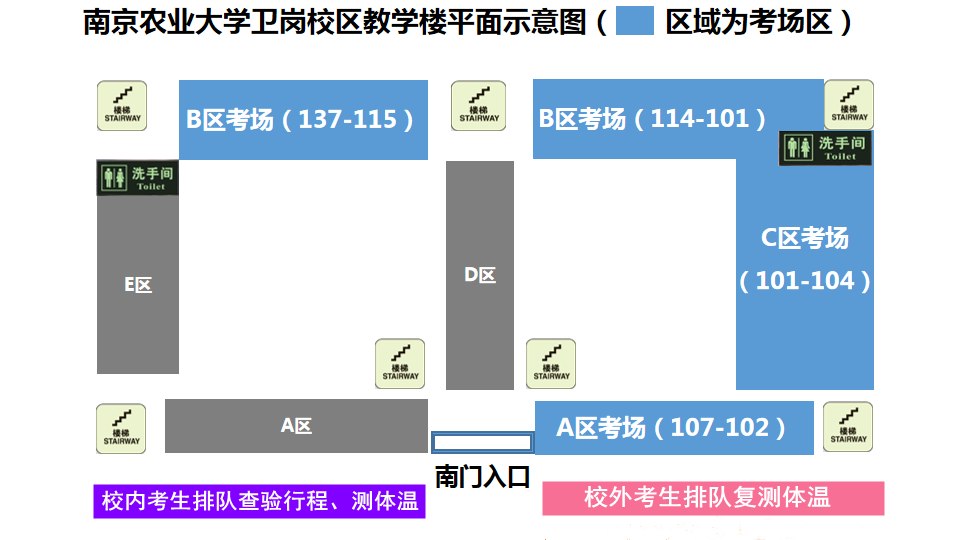 南京农业大学卫岗校区教学楼平面示意图（ 区域为考场区）
楼梯
STAIRWAY
B区考场（137-115）
楼梯
STAIRWAY
B区考场（114-101）
楼梯
STAIRWAY
洗手间
Toilet
洗手间
Toilet
E区
D区
C区考场
（101-104）
楼梯
STAIRWAY
楼梯
STAIRWAY
楼梯
STAIRWAY
A区
A区考场（107-102）
楼梯
STAIRWAY
南门入口
校内考生排队查验行程、测体温
校外考生排队复测体温